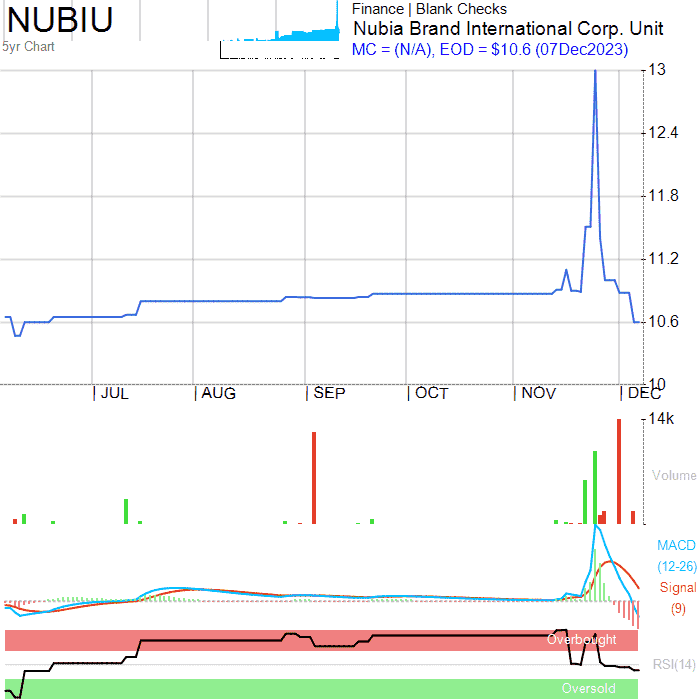 NUBIU
5yr Chart
Finance | Blank Checks
Nubia Brand International Corp. Unit
MC = (N/A), EOD = $10.6 (07Dec2023)
13
12.4
11.8
11.2
10.6
10
JUL AUG SEP OCT NOV DEC
14k
Volume
MACD
(12-26)
Signal
(9)
Overbought
RSI(14)
Oversold